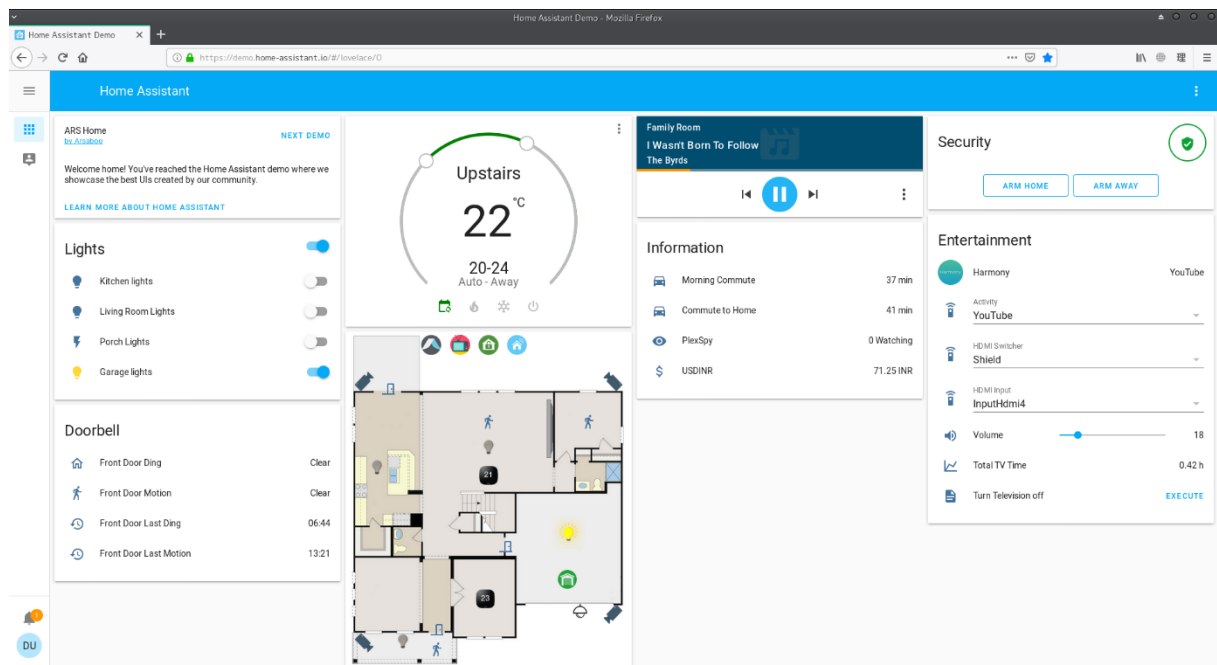 Home Assistant Demo - Mozilla Firefox
Home Assistant Demo
https://demo.home-assistant.io/#/lovelace/0
理
Home Assistant
ARS Home
by Arsaboo
NEXT DEMO
Welcome home! You've reached the Home Assistant demo where we
showcase the best UIs created by our community.
LEARN MORE ABOUT HOME ASSISTANT
Lights
Kitchen lights
Living Room Lights
Porch Lights
Garage lights
Doorbell
Front Door Ding Clear
Front Door Motion Clear
Front Door Last Ding 06:44
Front Door Last Motion 13:21
Upstairs
22 °C
20-24
Auto - Away
21
23
Family Room
I Wasn't Born To Follow
The Byrds
Information
Morning Commute 37 min
Commute to Home 41 min
PlexSpy 0 Watching
USDINR 71.25 INR
Security
ARM HOME ARM AWAY
Entertainment
Harmony Harmony YouTube
Activity
YouTube
HDMI Switcher
Shield
HDMI Input
InputHdmi4
Volume 18
Total TV Time 0.42 h
Turn Television off EXECUTE
1
DU